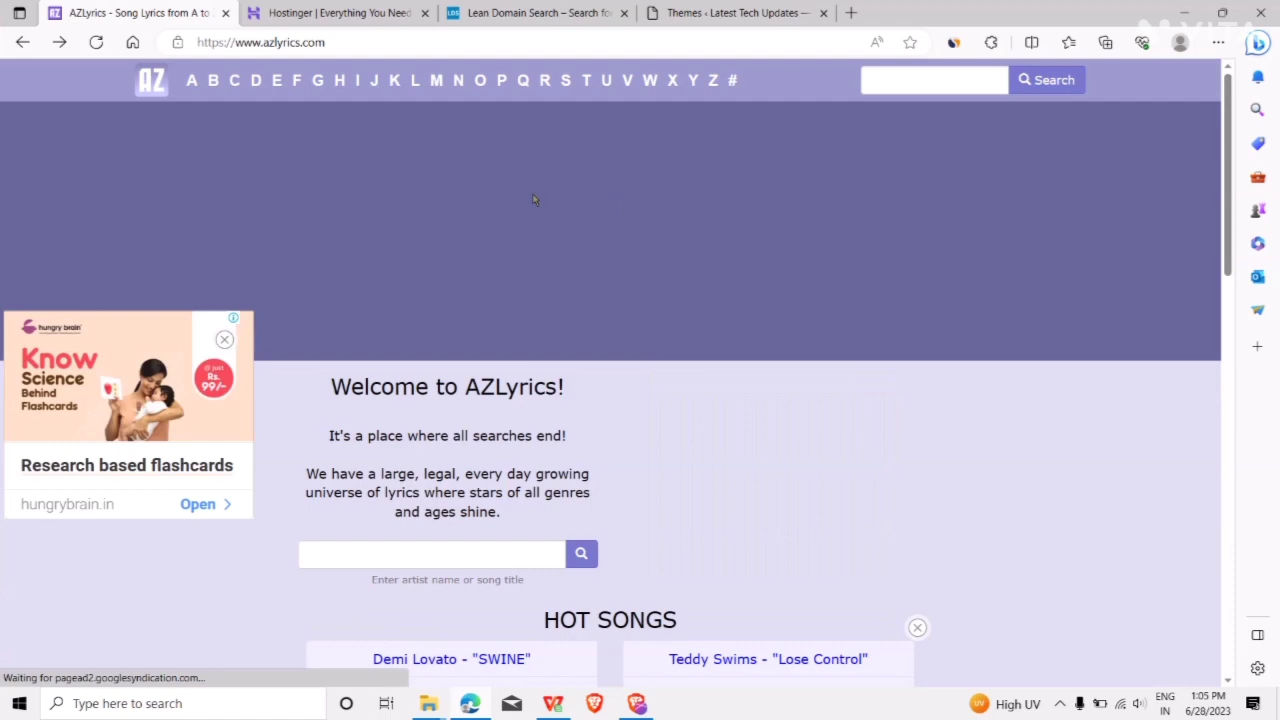 AZLyrics - Song Lyrics from A to
Hostinger | Everything You Need
Lean Domain Search – Search fo
Themes ‹ Latest Tech Updates —
https://www.azlyrics.com
AZ A B C D E F G H I J K L M N O P Q R S T U V W X Y Z #
Search
hungry brain
Know
Science
Behind
Flashcards
@ just
Rs.
99/-
Research based flashcards
hungrybrain.in
Open
Welcome to AZLyrics!
It's a place where all searches end!
We have a large, legal, every day growing
universe of lyrics where stars of all genres
and ages shine.
Enter artist name or song title
HOT SONGS
Demi Lovato - "SWINE"
Teddy Swims - "Lose Control"
Waiting for pagead2.googlesyndication.com...
Type here to search
UV
High UV
ENG
IN
1:05 PM
6/28/2023